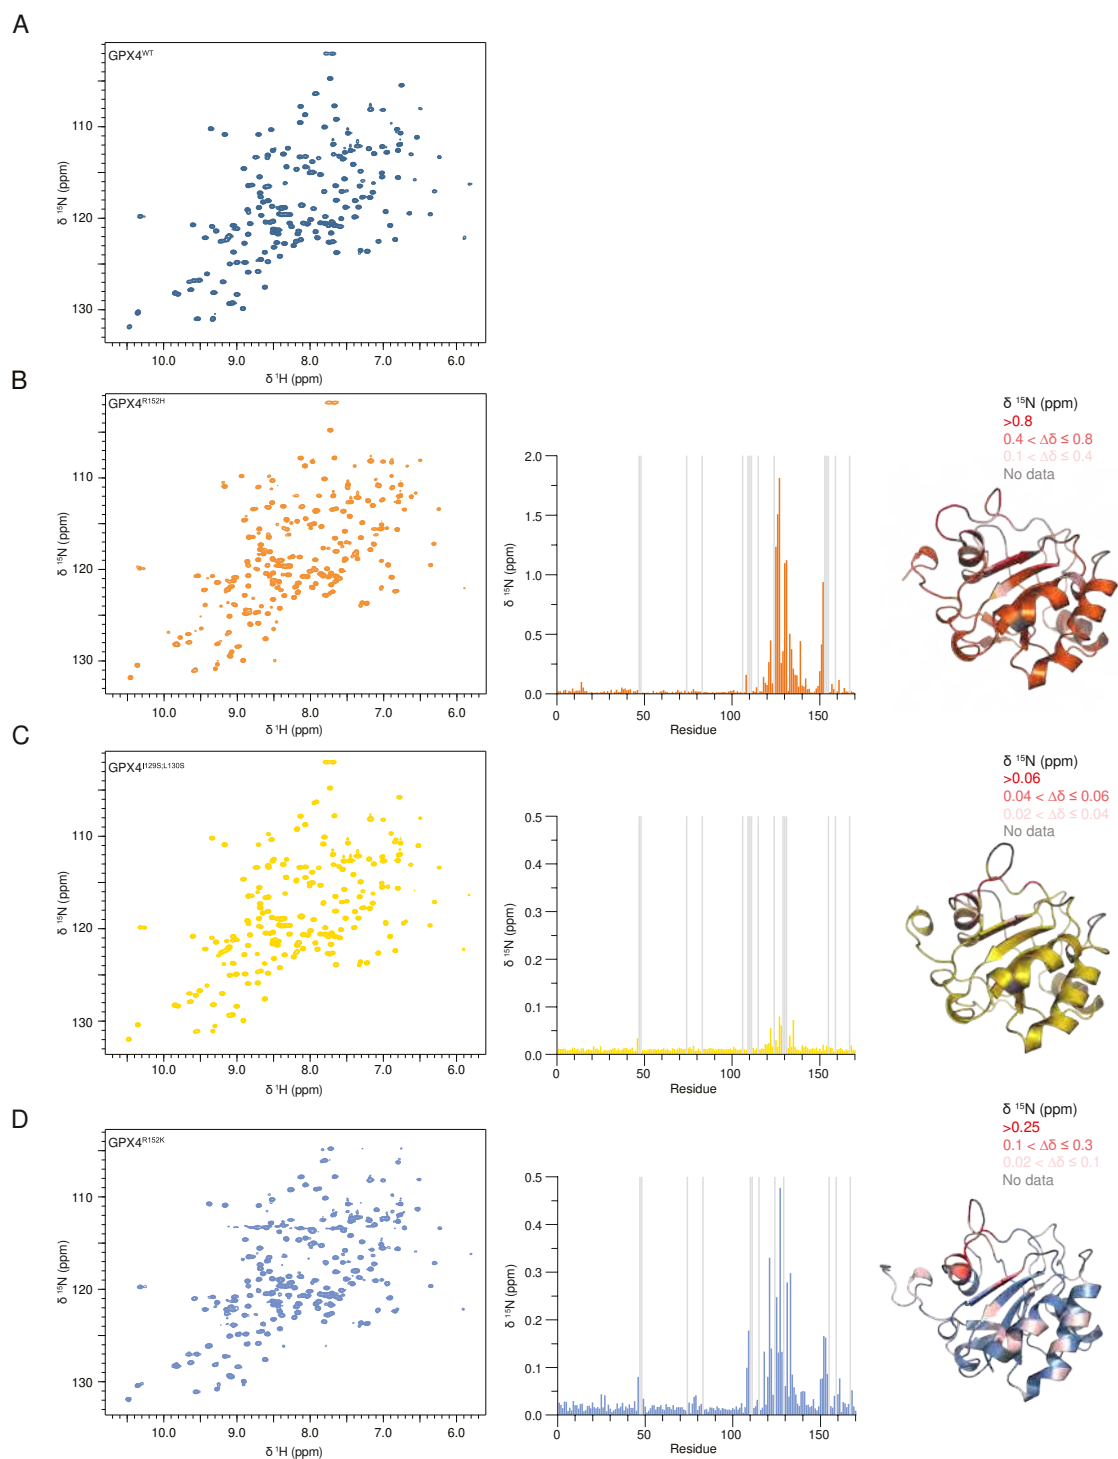 A
GPX4WT
110
120
130
δ 15N (ppm)
10.0 9.0 8.0 7.0 6.0
δ 1H (ppm)
B
GPX4R152H
110
120
130
δ 15N (ppm)
10.0 9.0 8.0 7.0 6.0
δ 1H (ppm)
2.0
1.5
1.0
0.5
0.0
δ 15N (ppm)
0 50 100 150
Residue
δ 15N (ppm)
>0.8
0.4 < Δδ ≤ 0.8
0.1 < Δδ ≤ 0.4
No data
C
GPX4I129S;L130S
110
120
130
δ 15N (ppm)
10.0 9.0 8.0 7.0 6.0
δ 1H (ppm)
0.5
0.4
0.3
0.2
0.1
0.0
δ 15N (ppm)
0 50 100 150
Residue
δ 15N (ppm)
>0.06
0.04 < Δδ ≤ 0.06
0.02 < Δδ ≤ 0.04
No data
D
GPX4R152K
110
120
130
δ 15N (ppm)
10.0 9.0 8.0 7.0 6.0
δ 1H (ppm)
0.5
0.4
0.3
0.2
0.1
0.0
δ 15N (ppm)
0 50 100 150
Residue
δ 15N (ppm)
>0.25
0.1 < Δδ ≤ 0.3
0.02 < Δδ ≤ 0.1
No data